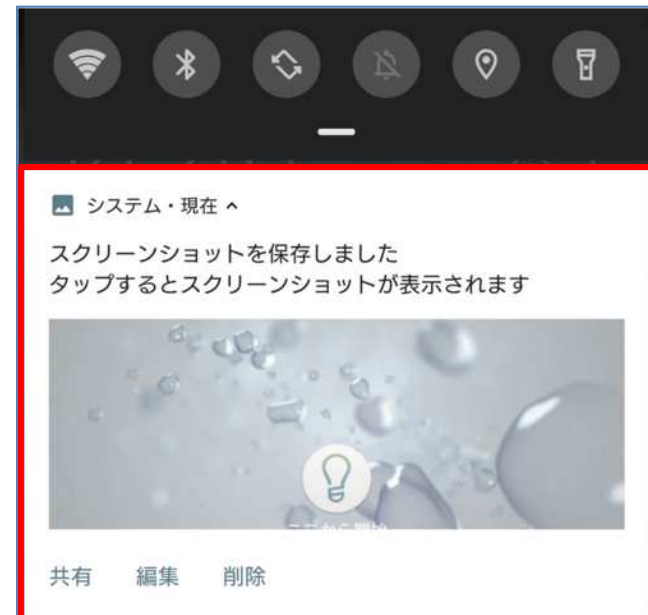 システム・現在
スクリーンショットを保存しました
タップするとスクリーンショットが表示されます
共有 編集 削除